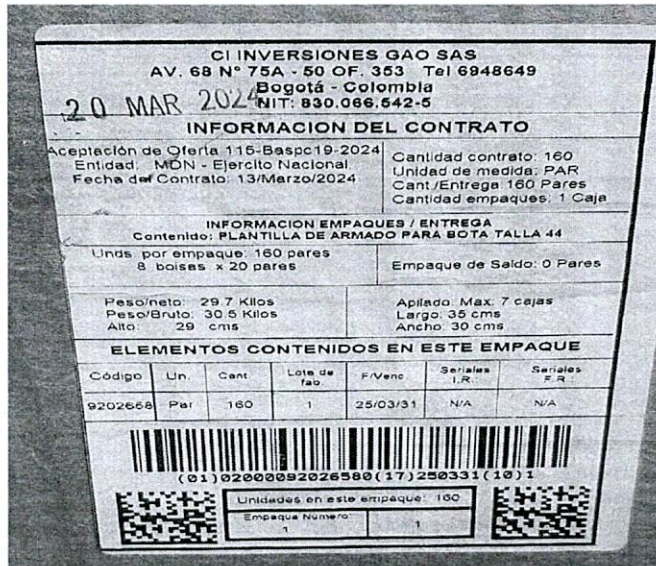 CI INVERSIONES GAO SAS
AV. 68 N° 75A - 50 OF. 353 Tel 6948649
Bogotá - Colombia
20 MAR 2024
NIT: 830.066.542-5
INFORMACION DEL CONTRATO
Aceptación de Oferta 115-Baspc19-2024
Entidad: MDN - Ejercito Nacional
Fecha del Contrato: 13/Marzo/2024
Cantidad contrato: 160
Unidad de medida: PAR
Cant./Entrega: 160 Pares
Cantidad empaques: 1 Caja
INFORMACION EMPAQUES / ENTREGA
Contenido: PLANTILLA DE ARMADO PARA BOTA TALLA 44
Unds. por empaque: 160 pares
8 bolsas x 20 pares
Empaque de Saldo: 0 Pares
Peso/neto: 29.7 Kilos
Peso/Bruto: 30.5 Kilos
Alto: 29 cms
Apilado. Max. 7 cajas
Largo: 35 cms
Ancho: 30 cms
ELEMENTOS CONTENIDOS EN ESTE EMPAQUE
Código Un. Cant. Lote de fab. F/Venc. Seriales I.R.: Seriales F.R.:
9202658 Par 160 1 25/03/31 N/A N/A
(01)02000092026580(17)250331(10)1
Unidades en este empaque: 160
Empaque Numero:
1 1